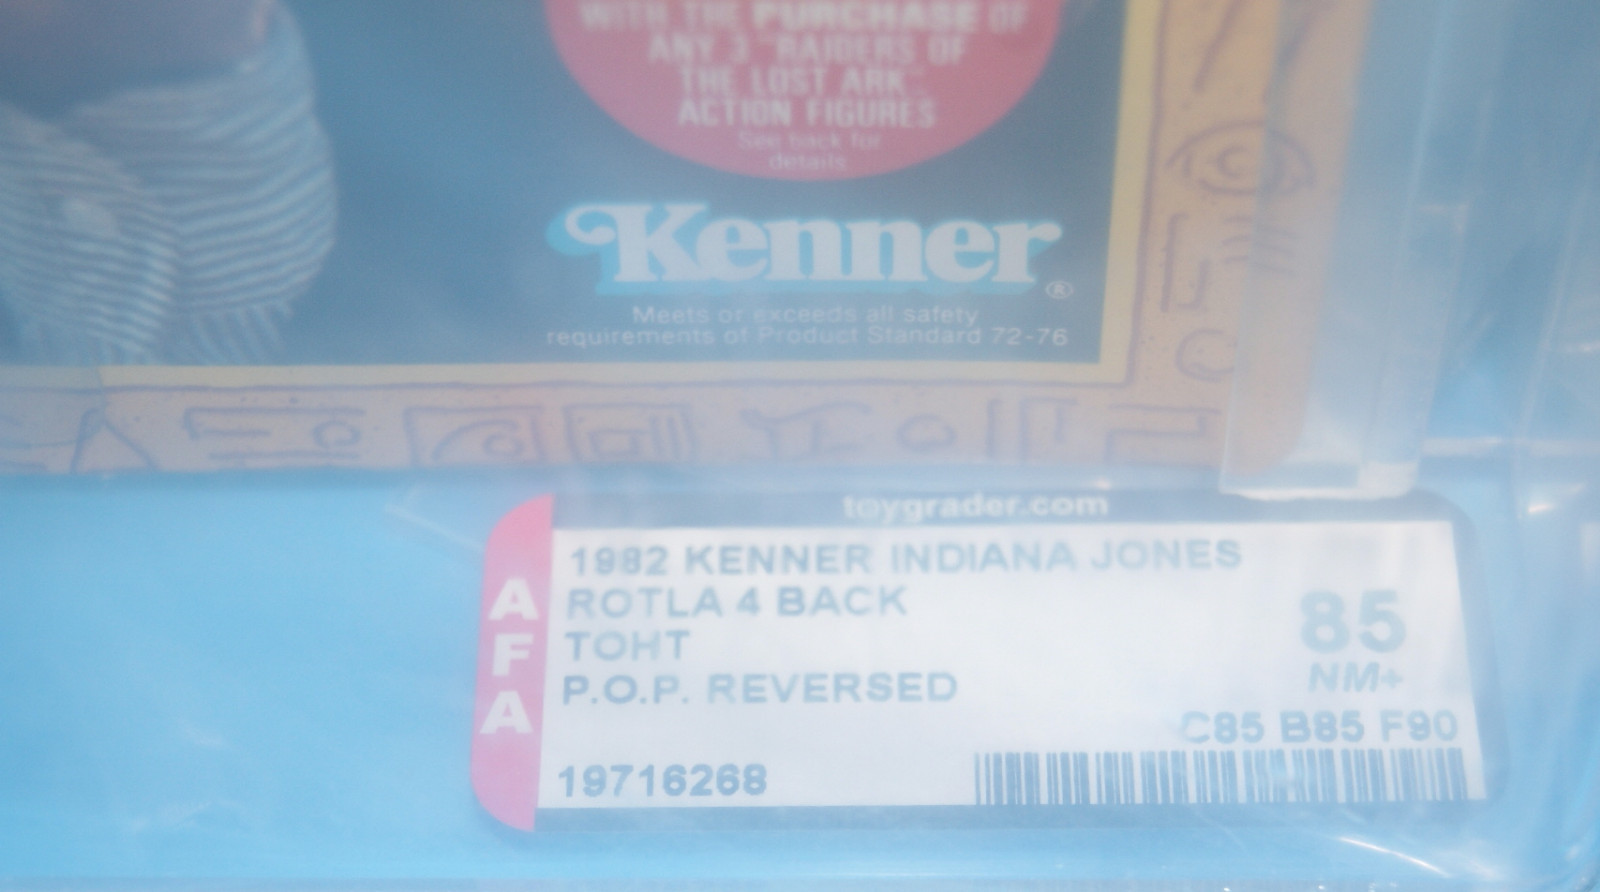 WITH THE PURCHASE OF
ANY 3 "RAIDERS OF
THE LOST ARK"
ACTION FIGURES
See back for
details
Kenner®
Meets or exceeds all safety
requirements of Product Standard 72-76
toygrader.com
AFA
1982 KENNER INDIANA JONES
ROTLA 4 BACK
TOHT
P.O.P. REVERSED
85
NM+
C85 B85 F90
19716268